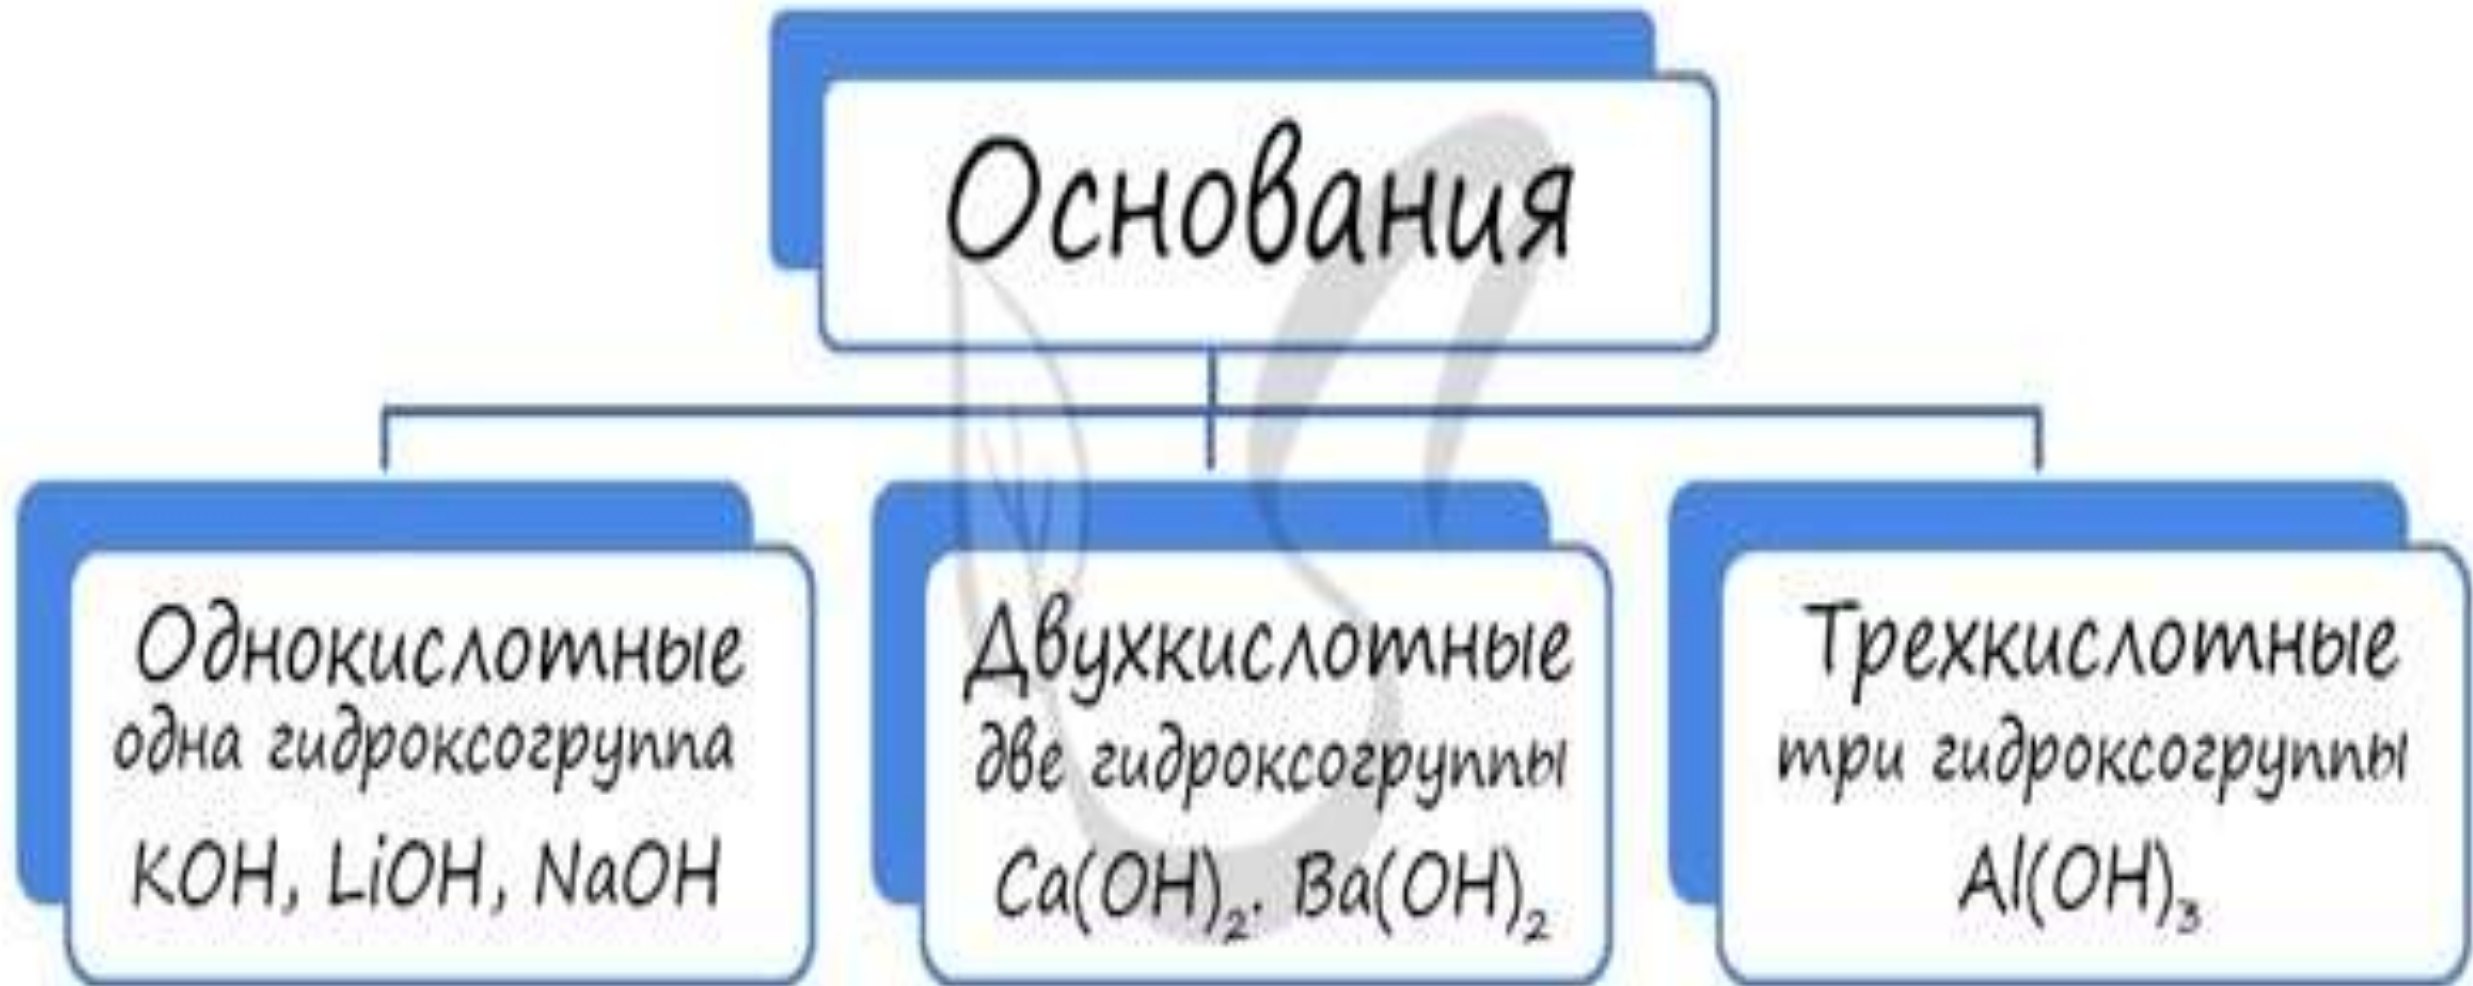 Основания
Однокислотные
одна гидроксогруппа
KOH, LiOH, NaOH
Двухкислотные
две гидроксогруппы
Ca(OH)₂. Ba(OH)₂
Трехкислотные
три гидроксогруппы
Al(OH)₃